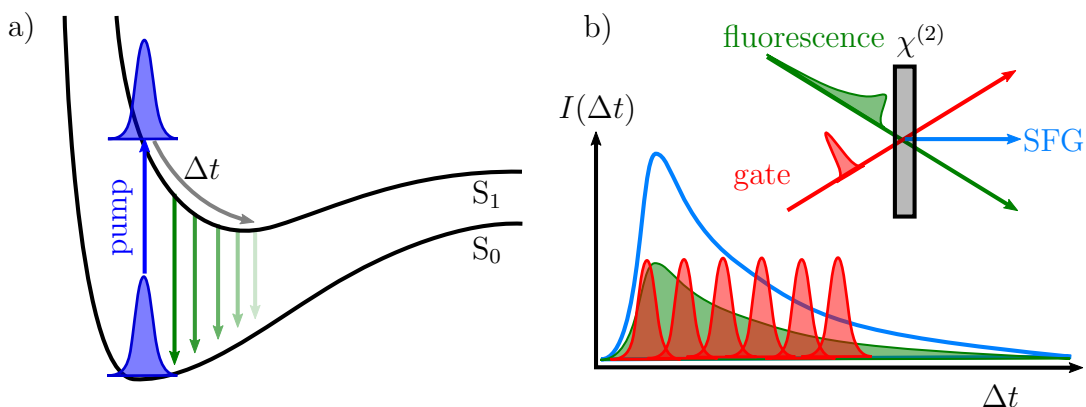 a)
pump
Δt
S₁
S₀
b)
fluorescence
χ⁽²⁾
I(Δt)
gate
SFG
Δt